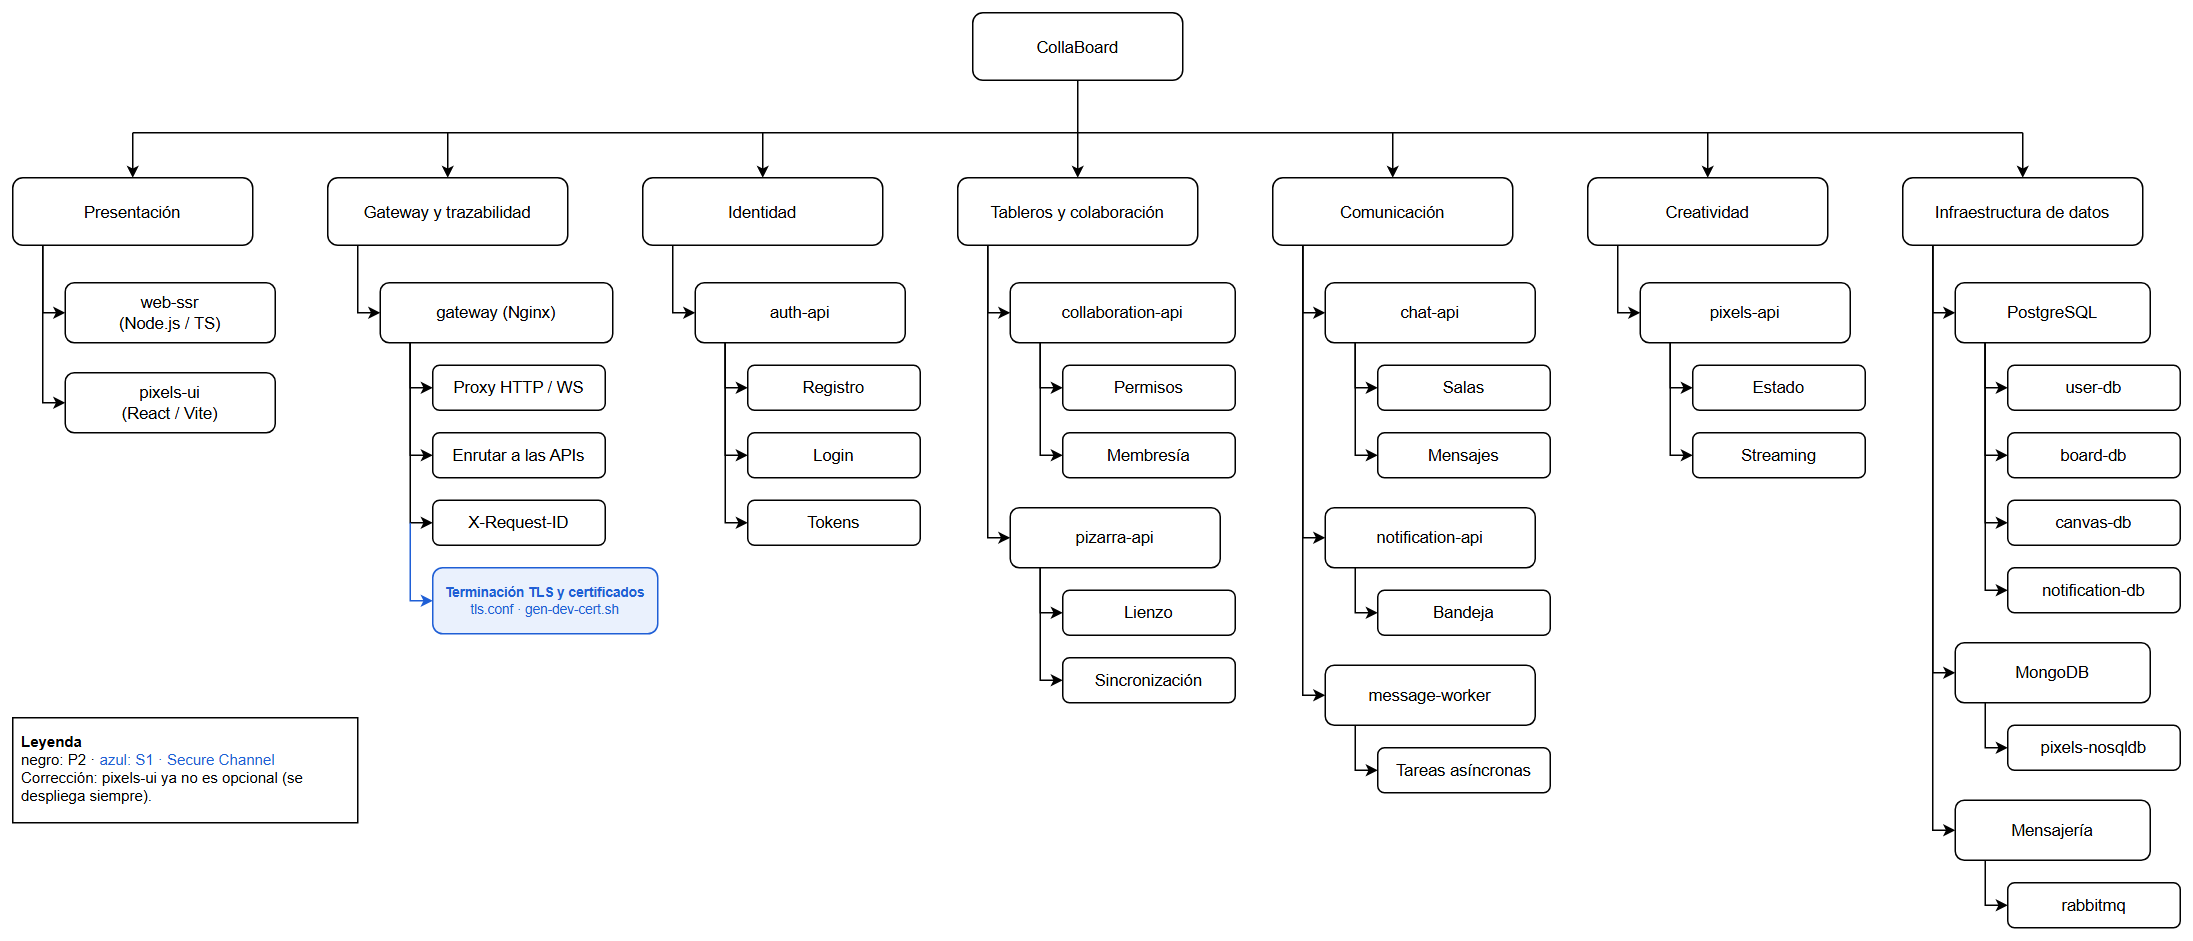 CollaBoard
Presentación
web-ssr
(Node.js / TS)
pixels-ui
(React / Vite)
Gateway y trazabilidad
gateway (Nginx)
Proxy HTTP / WS
Enrutar a las APIs
X-Request-ID
Terminación TLS y certificados
tls.conf · gen-dev-cert.sh
Identidad
auth-api
Registro
Login
Tokens
Tableros y colaboración
collaboration-api
Permisos
Membresía
pizarra-api
Lienzo
Sincronización
Comunicación
chat-api
Salas
Mensajes
notification-api
Bandeja
message-worker
Tareas asíncronas
Creatividad
pixels-api
Estado
Streaming
Infraestructura de datos
PostgreSQL
user-db
board-db
canvas-db
notification-db
MongoDB
pixels-nosqldb
Mensajería
rabbitmq
Leyenda
negro: P2 · azul: S1 · Secure Channel
Corrección: pixels-ui ya no es opcional (se
despliega siempre).